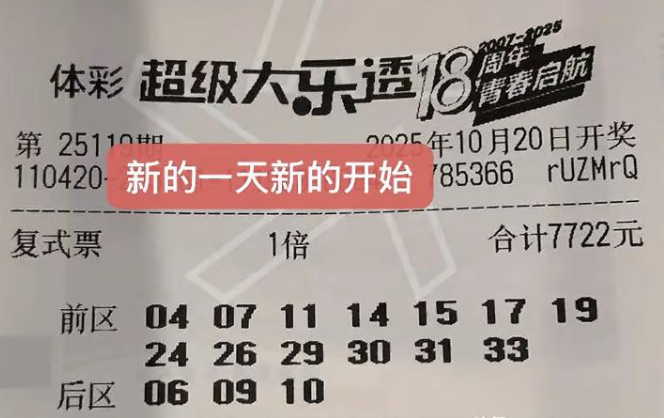 体彩 超级大乐透 18周年 2007-2025 青春启航
第 25119期 2025年10月20日开奖
110420- 785366 rUZMrQ
新的一天新的开始
复式票 1倍 合计7722元
前区 04 07 11 14 15 17 19
24 26 29 30 31 33
后区 06 09 10